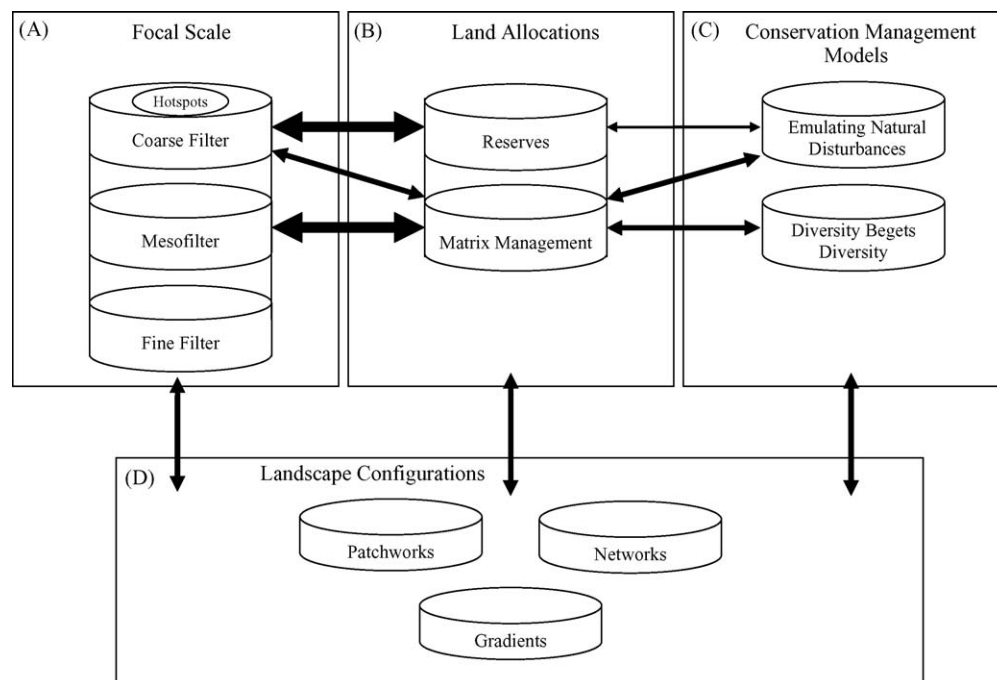 (A)
Focal Scale
Hotspots
Coarse Filter
Mesofilter
Fine Filter
(B)
Land Allocations
Reserves
Matrix Management
(C)
Conservation Management
Models
Emulating Natural
Disturbances
Diversity Begets
Diversity
(D)
Landscape Configurations
Patchworks
Networks
Gradients